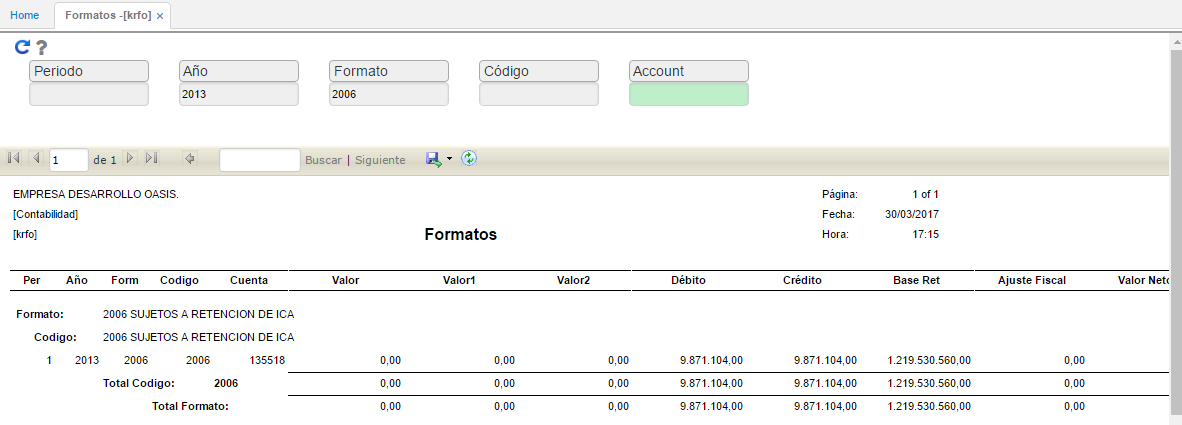 Home Formatos -[krfo] ×
?
Periodo Año Formato Código Account
2013 2006
1 de 1 Buscar | Siguiente
EMPRESA DESARROLLO OASIS. Página: 1 of 1
[Contabilidad] Fecha: 30/03/2017
[krfo] Formatos Hora: 17:15
Per Año Form Codigo Cuenta Valor Valor1 Valor2 Débito Crédito Base Ret Ajuste Fiscal Valor Neto
Formato: 2006 SUJETOS A RETENCION DE ICA
Codigo: 2006 SUJETOS A RETENCION DE ICA
1 2013 2006 2006 135518 0,00 0,00 0,00 9.871.104,00 9.871.104,00 1.219.530.560,00 0,00
Total Codigo: 2006 0,00 0,00 0,00 9.871.104,00 9.871.104,00 1.219.530.560,00 0,00
Total Formato: 0,00 0,00 0,00 9.871.104,00 9.871.104,00 1.219.530.560,00 0,00